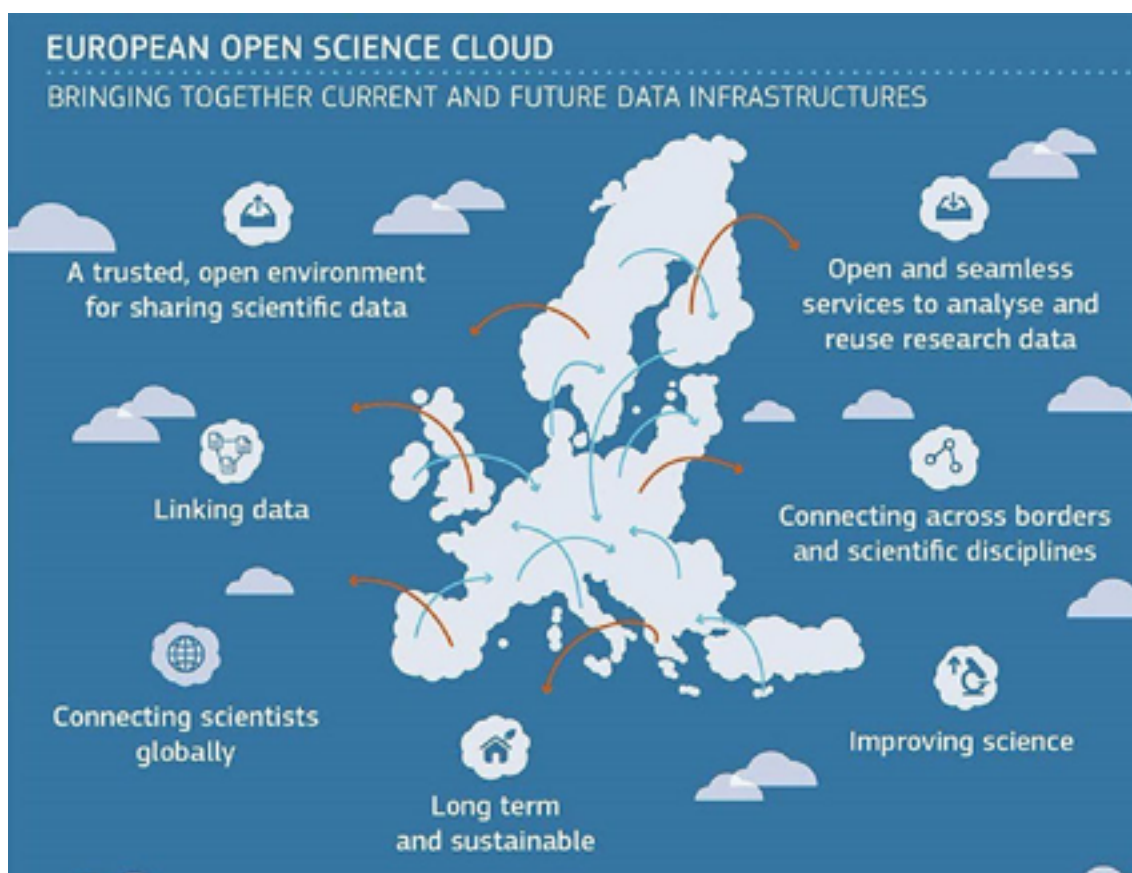 EUROPEAN OPEN SCIENCE CLOUD
BRINGING TOGETHER CURRENT AND FUTURE DATA INFRASTRUCTURES
A trusted, open environment
for sharing scientific data
Open and seamless
services to analyse and
reuse research data
Linking data
Connecting across borders
and scientific disciplines
Connecting scientists
globally
Improving science
Long term
and sustainable